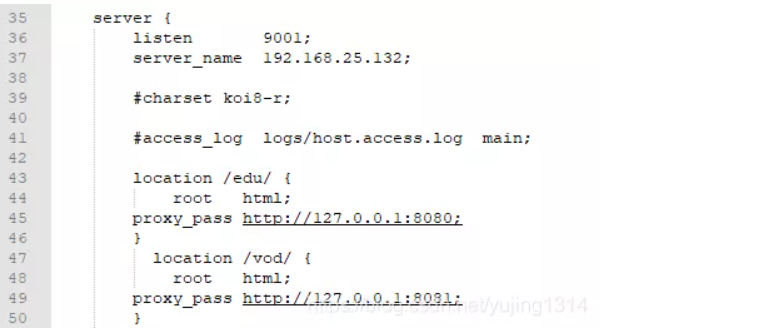 35 server {
36 listen 9001;
37 server_name 192.168.25.132;
38
39 #charset koi8-r;
40
41 #access_log logs/host.access.log main;
42
43 location /edu/ {
44 root html;
45 proxy_pass http://127.0.0.1:8080;
46 }
47 location /vod/ {
48 root html;
49 proxy_pass http://127.0.0.1:8081;
50 }
https://blog.csdn.net/yujing1314